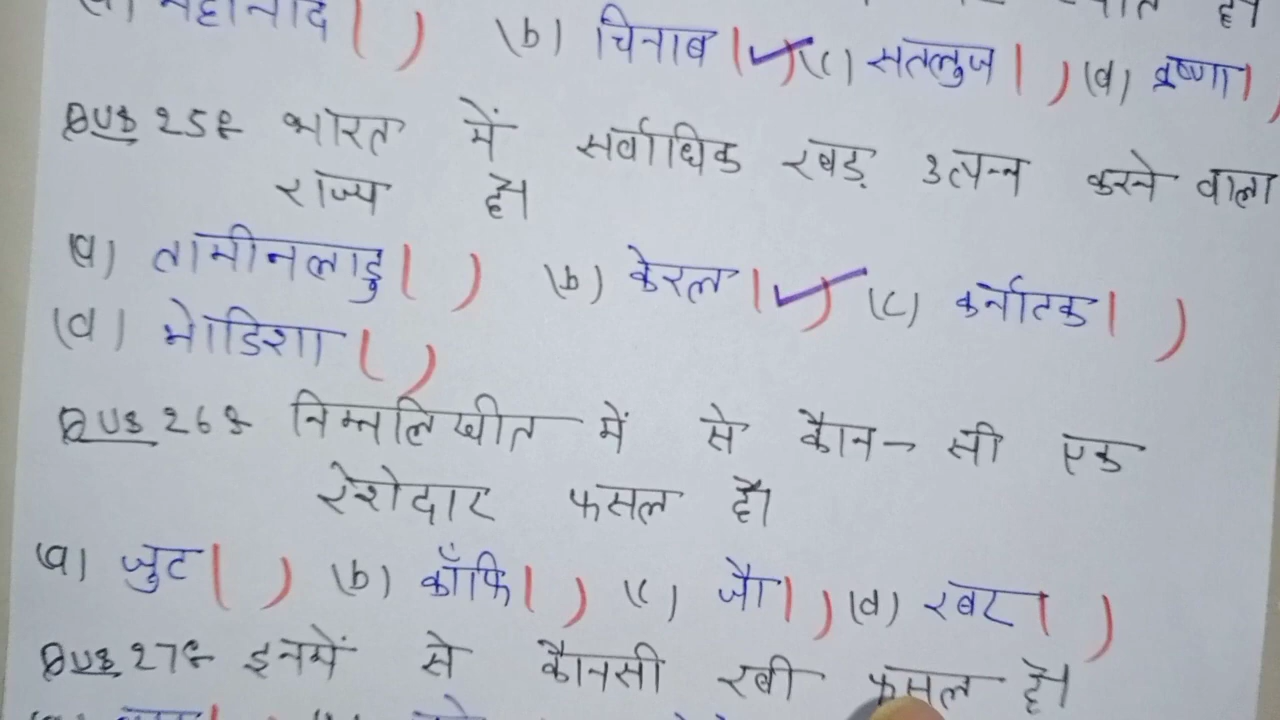 (b) चिनाब (✓) (c) सतलुज ( ) (d)
QUS 25 भारत में सर्वाधिक रबड़ उत्पन्न करने वाला
राज्य है।
(a) तामीनलाडु ( ) (b) केरल (✓) (c) कर्नाटक ( )
(d) ओडिशा ( )
QUS 26 निम्नलिखीत में से कौन- सी एक
रेशेदार फसल है।
(a) जुट ( ) (b) कॉफि ( ) (c) जौ ( ) (d) रबर ( )
QUS 27 इनमें से कौनसी रबी फसल है।